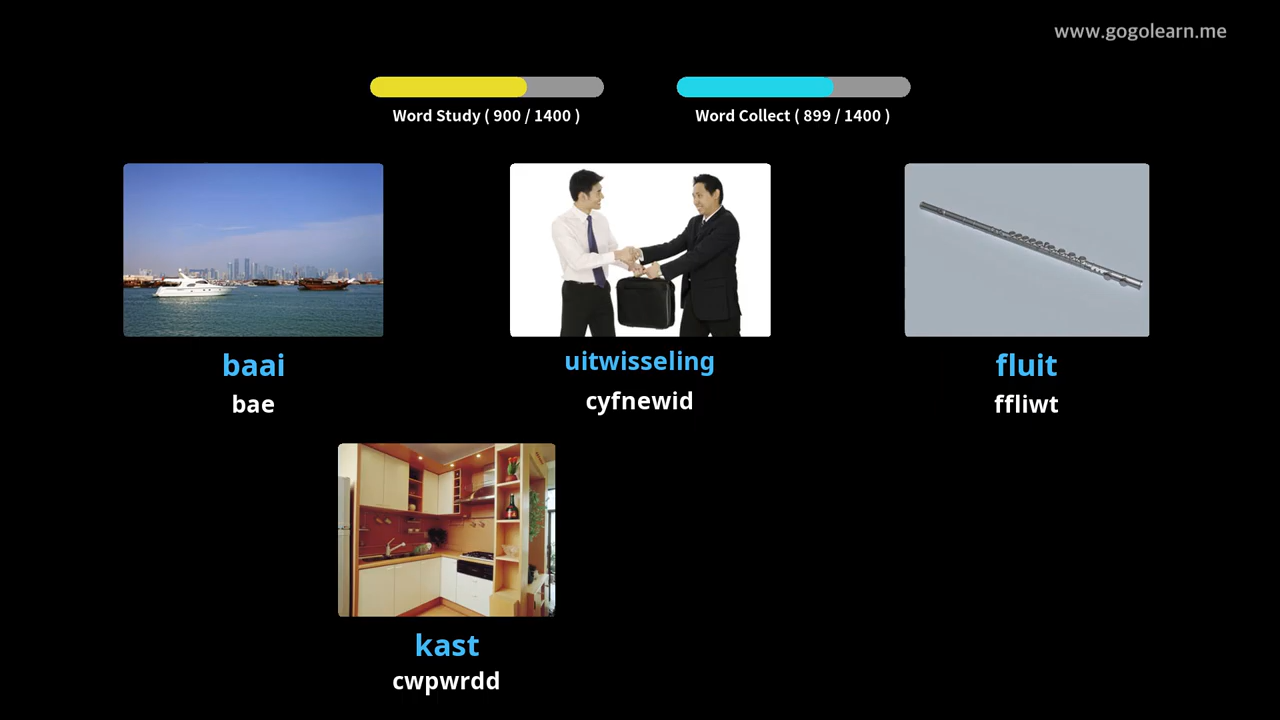 www.gogolearn.me
Word Study ( 900 / 1400 )
Word Collect ( 899 / 1400 )
baai
bae
uitwisseling
cyfnewid
fluit
ffliwt
kast
cwpwrdd